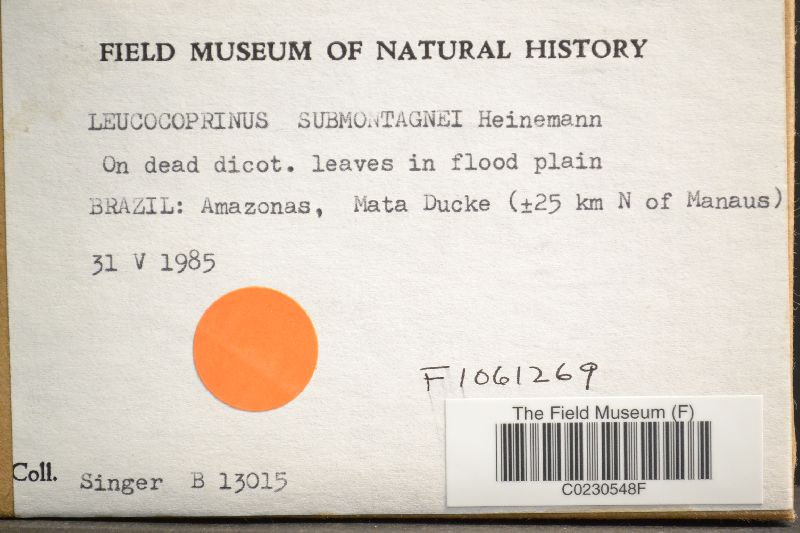 FIELD MUSEUM OF NATURAL HISTORY
LEUCOCOPRINUS SUBMONTAGNEI Heinemann
On dead dicot. leaves in flood plain
BRAZIL: Amazonas, Mata Ducke (±25 km N of Manaus)
31 V 1985
F1061269
The Field Museum (F)
C0230548F
Coll. Singer B 13015